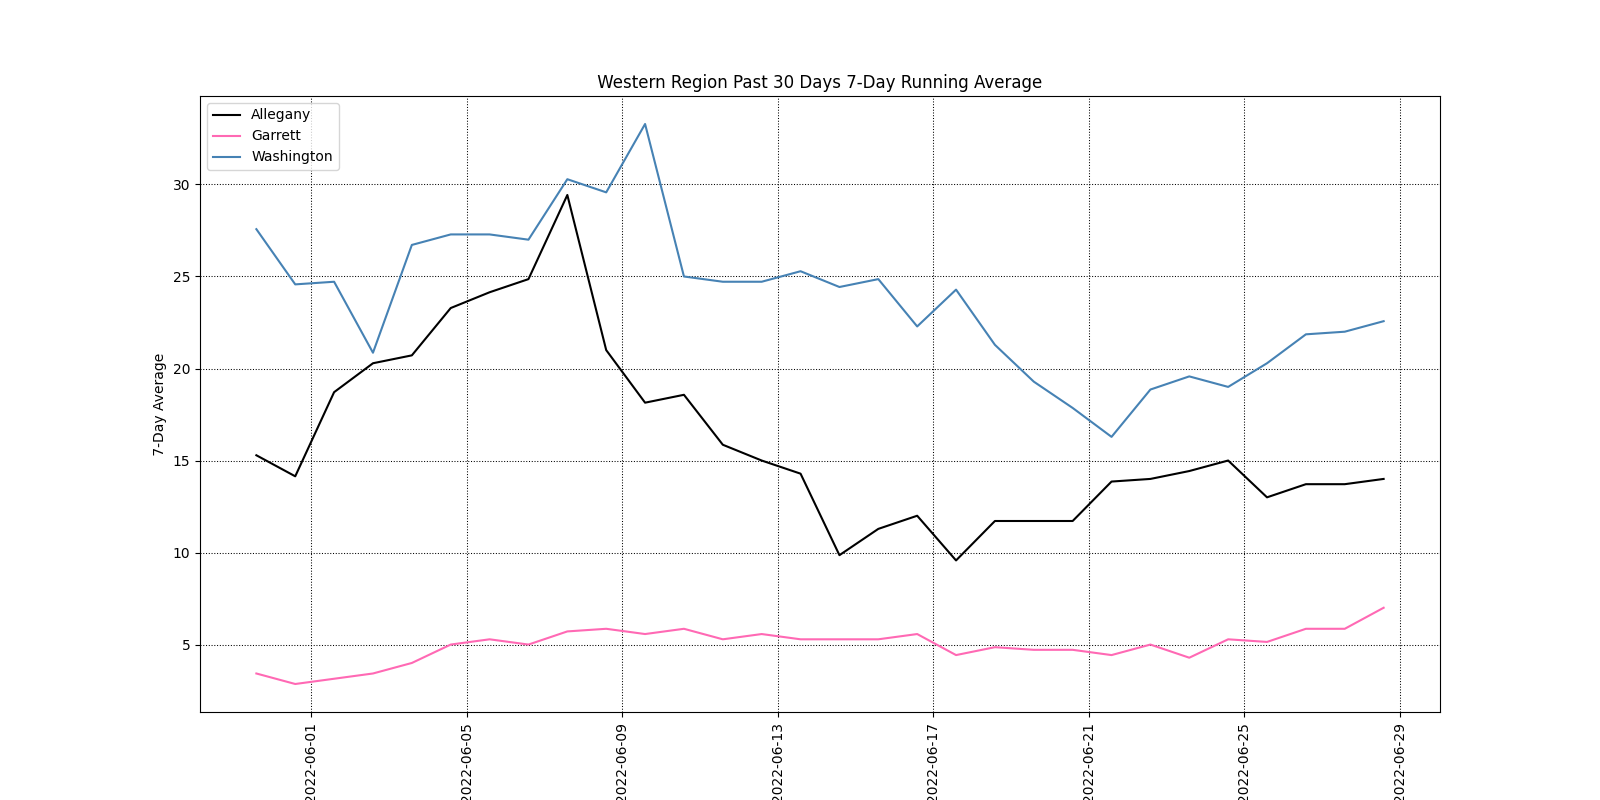 Western Region Past 30 Days 7-Day Running Average
Allegany
Garrett
Washington
7-Day Average
30
25
20
15
10
5
2022-06-01
2022-06-05
2022-06-09
2022-06-13
2022-06-17
2022-06-21
2022-06-25
2022-06-29